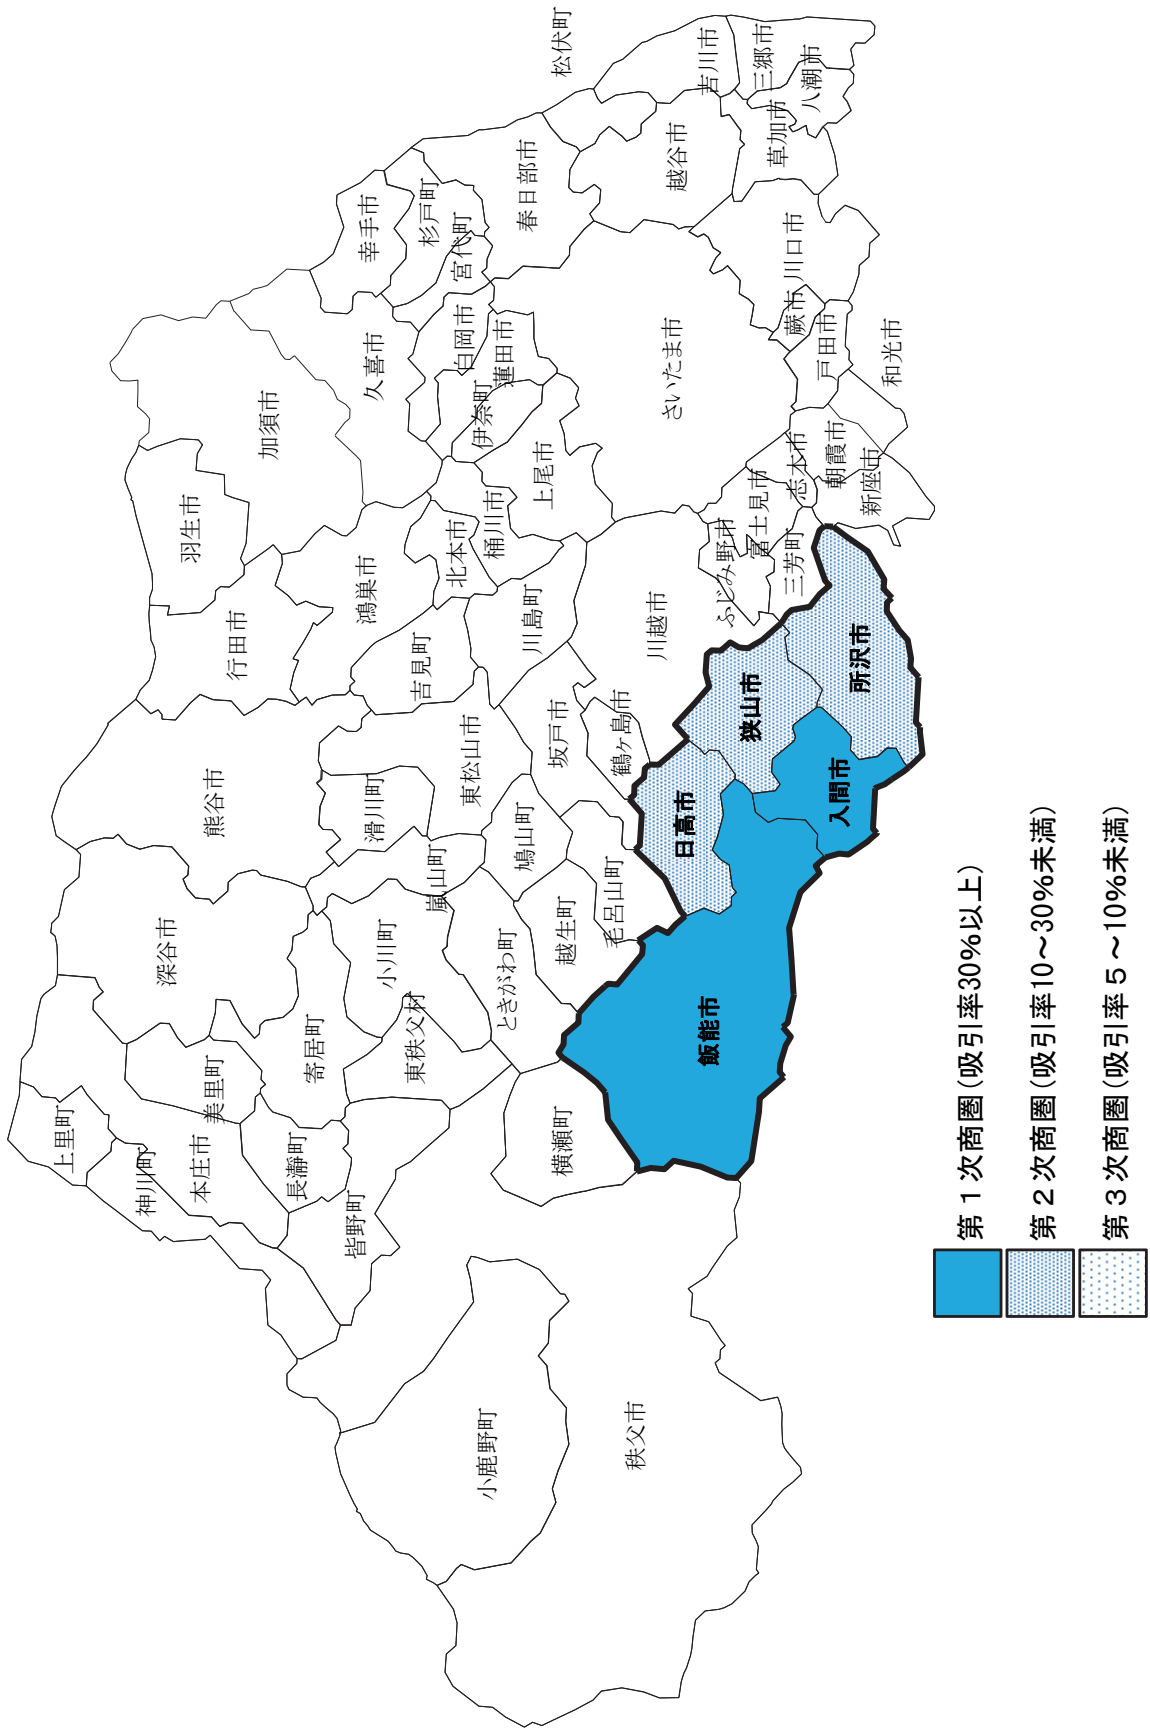 上里町
神川町
本庄市
美里町
深谷市
熊谷市
行田市
羽生市
加須市
長瀞町
皆野町
寄居町
小川町
東秩父村
嵐山町
滑川町
東松山市
吉見町
鴻巣市
北本市
桶川市
久喜市
幸手市
杉戸町
宮代町
白岡市
蓮田市
伊奈町
上尾市
春日部市
松伏町
小鹿野町
秩父市
横瀬町
ときがわ町
越生町
毛呂山町
鳩山町
坂戸市
鶴ヶ島市
川島町
川越市
さいたま市
越谷市
吉川市
三郷市
八潮市
草加市
川口市
蕨市
戸田市
和光市
朝霞市
志木市
新座市
富士見市
ふじみ野市
三芳町
飯能市
日高市
狭山市
入間市
所沢市
第1次商圏(吸引率30%以上)
第2次商圏(吸引率10~30%未満)
第3次商圏(吸引率5~10%未満)